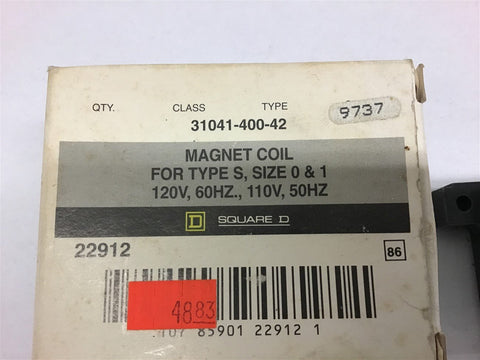 QTY. CLASS TYPE
31041-400-42
9737
MAGNET COIL
FOR TYPE S, SIZE 0 & 1
120V, 60HZ., 110V, 50HZ
D SQUARE D
22912
86
4883
85901 22912 1